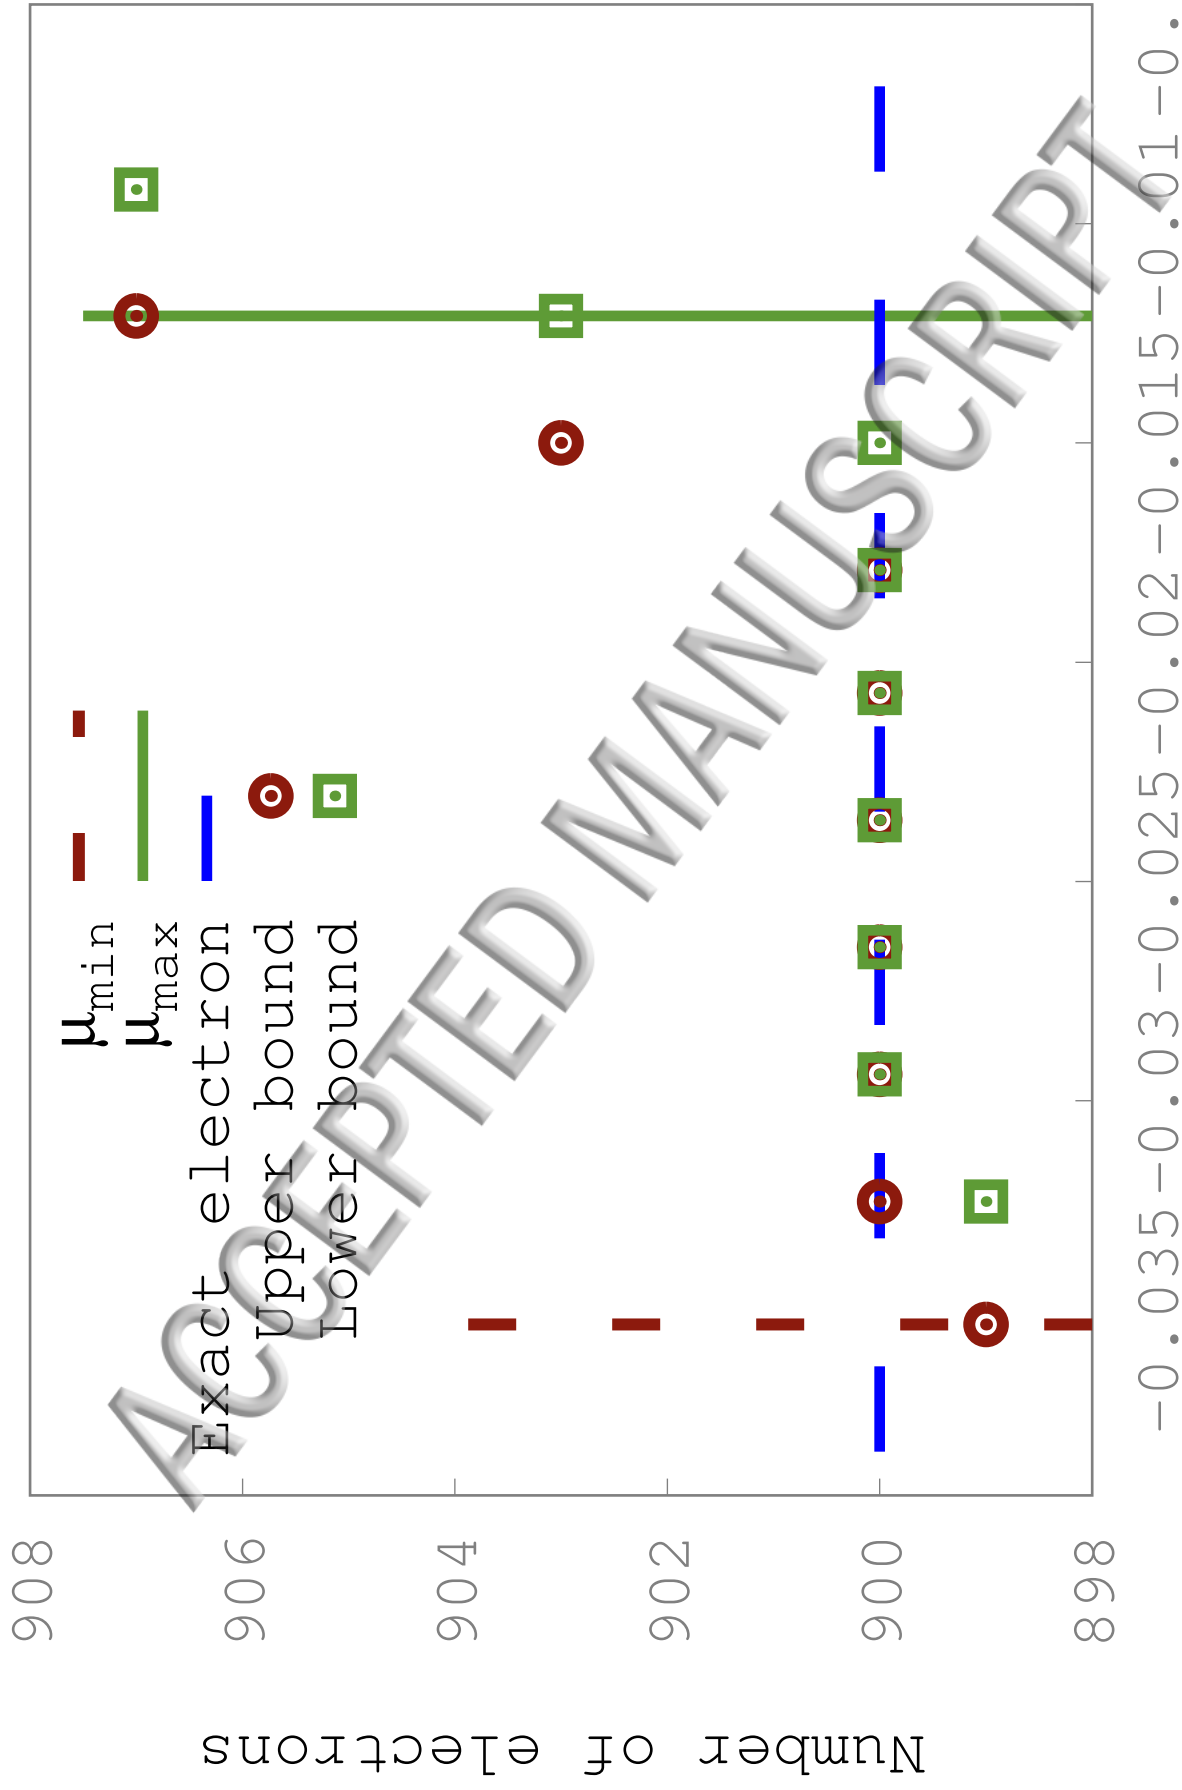 Number of electrons
908
906
904
902
900
898
μmin
μmax
Exact electron
Upper bound
Lower bound
-0.035-0.03-0.025-0.02-0.015-0.01-0.
ACCEPTED MANUSCRIPT